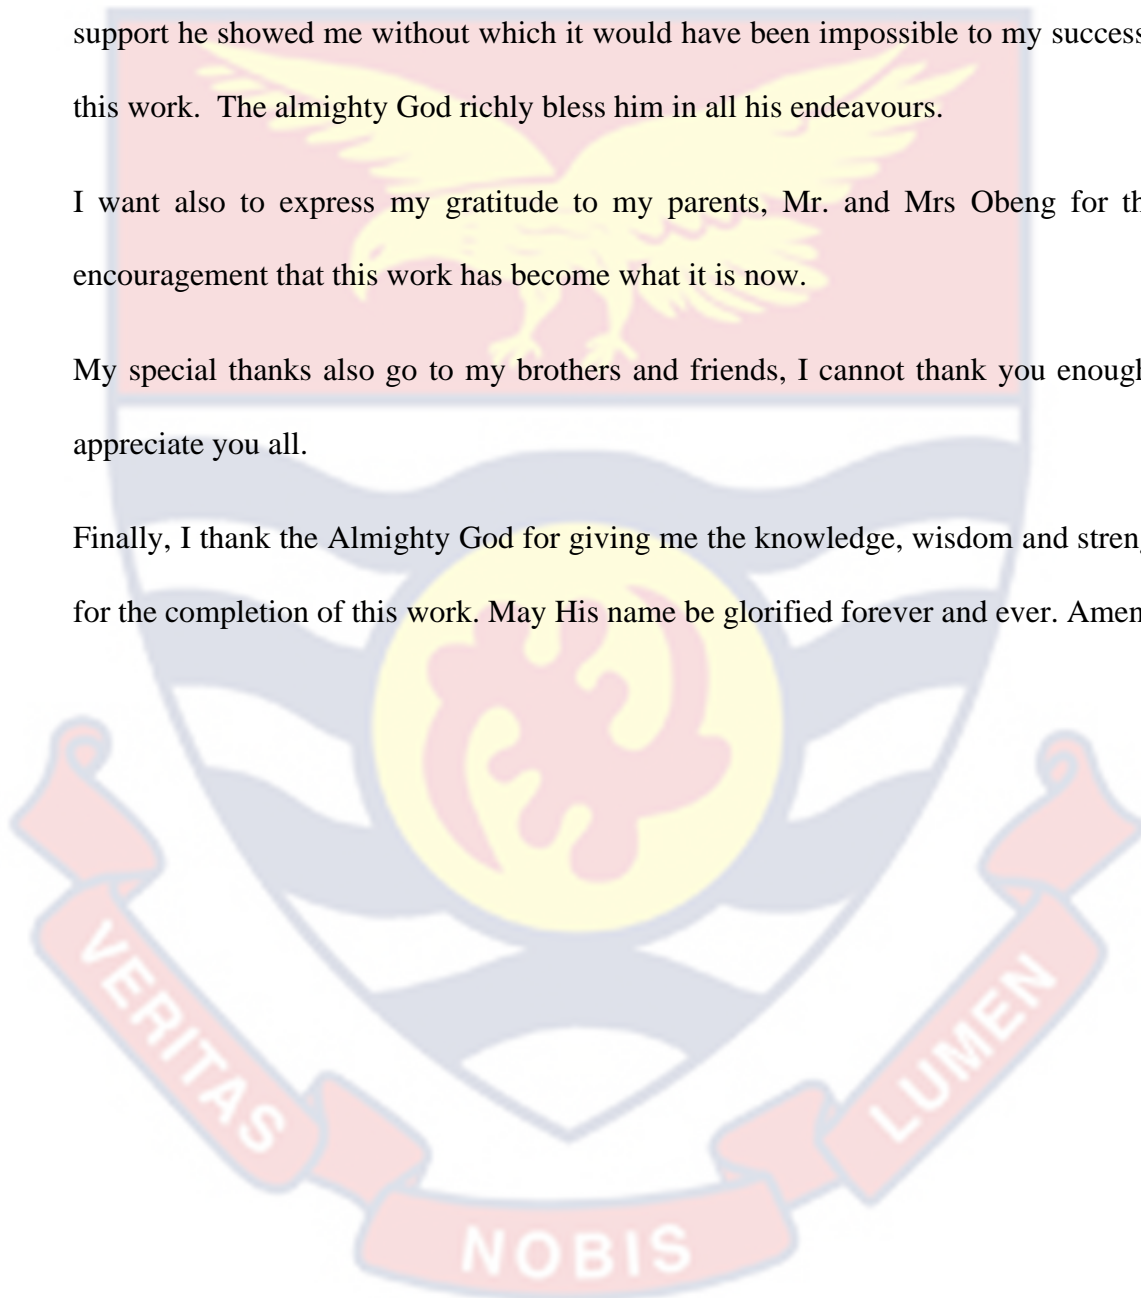 support he showed me without which it would have been impossible to my success
this work.  The almighty God richly bless him in all his endeavours.
I want also to express my gratitude to my parents, Mr. and Mrs Obeng for th
encouragement that this work has become what it is now.
My special thanks also go to my brothers and friends, I cannot thank you enough
appreciate you all.
Finally, I thank the Almighty God for giving me the knowledge, wisdom and streng
for the completion of this work. May His name be glorified forever and ever. Amen
VERITAS
NOBIS
LUMEN